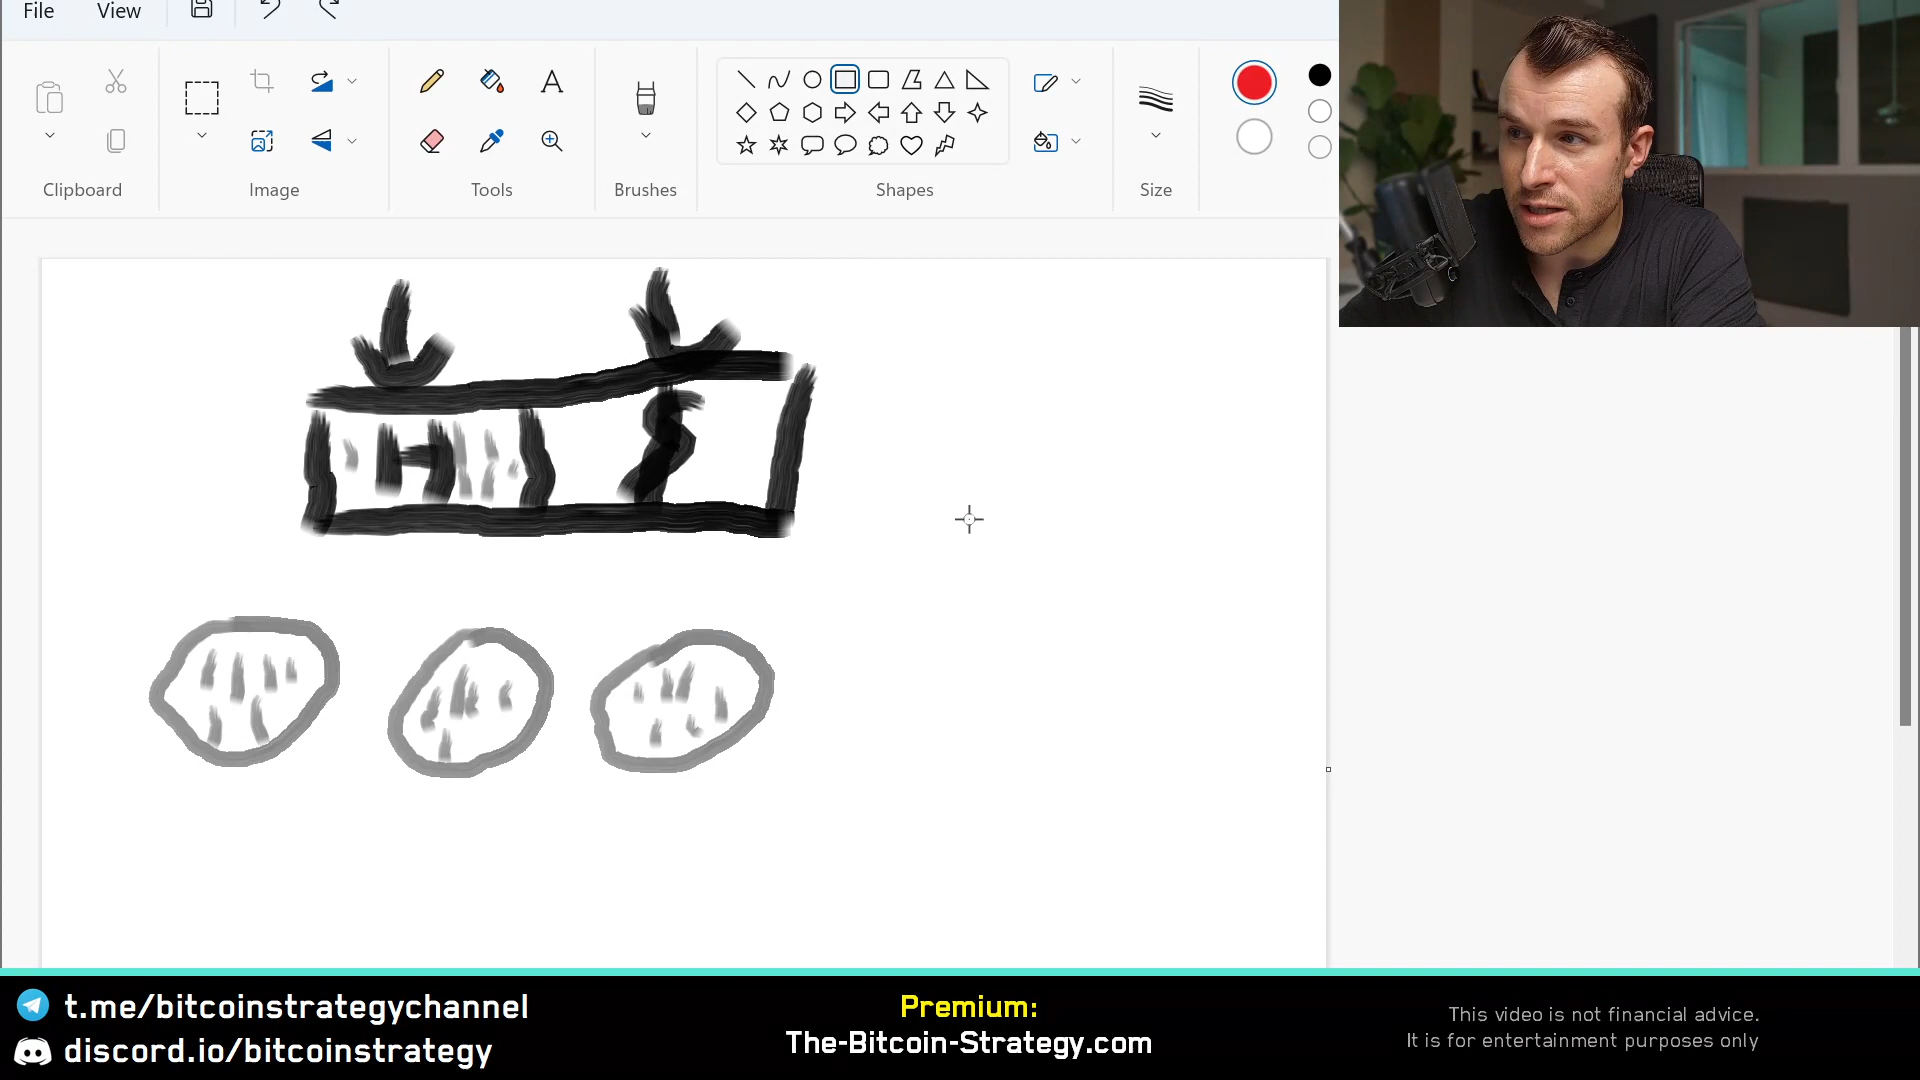 File View
Clipboard Image Tools Brushes Shapes Size
H $
t.me/bitcoinstrategychannel
discord.io/bitcoinstrategy
Premium:
The-Bitcoin-Strategy.com
This video is not financial advice.
It is for entertainment purposes only